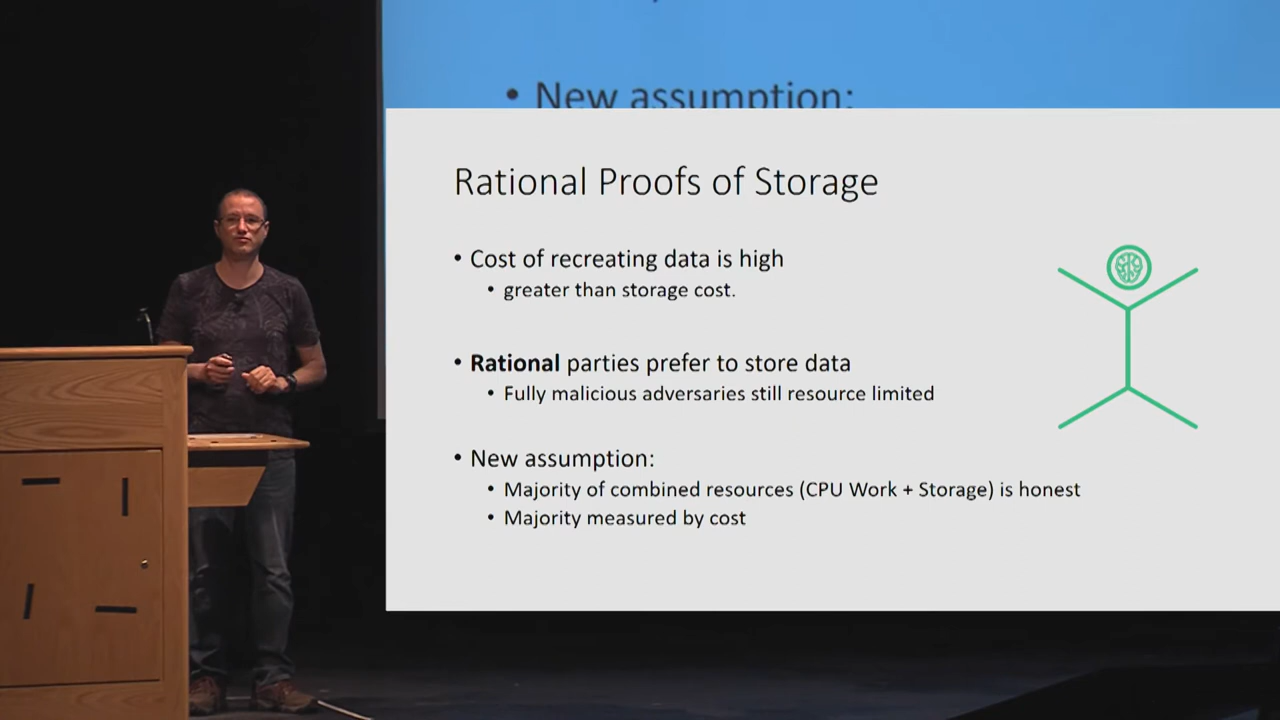 • New assumption:
Rational Proofs of Storage
• Cost of recreating data is high
• greater than storage cost.
• Rational parties prefer to store data
• Fully malicious adversaries still resource limited
• New assumption:
• Majority of combined resources (CPU Work + Storage) is honest
• Majority measured by cost